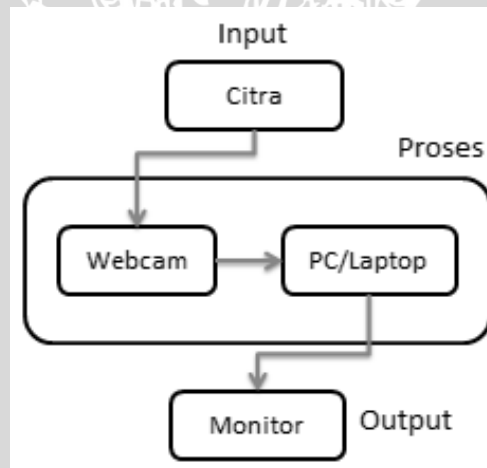 Input
Citra
Proses
Webcam
PC/Laptop
Monitor
Output